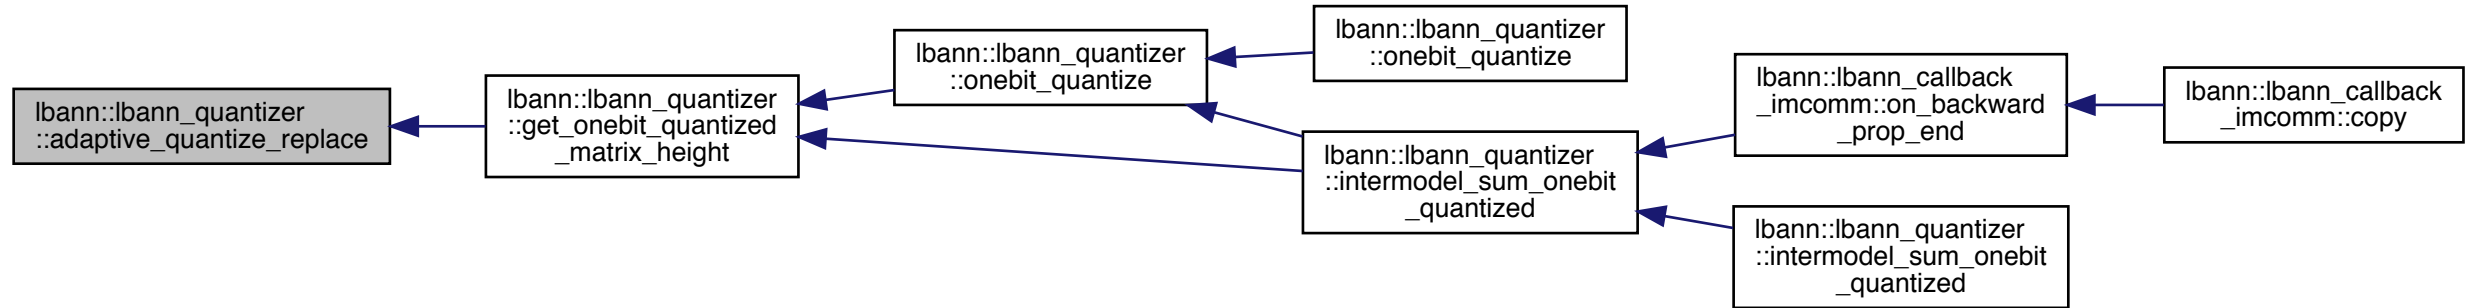 lbann::lbann_quantizer
::adaptive_quantize_replace
lbann::lbann_quantizer
::get_onebit_quantized
_matrix_height
lbann::lbann_quantizer
::onebit_quantize
lbann::lbann_quantizer
::onebit_quantize
lbann::lbann_quantizer
::intermodel_sum_onebit
_quantized
lbann::lbann_callback
_imcomm::on_backward
_prop_end
lbann::lbann_callback
_imcomm::copy
lbann::lbann_quantizer
::intermodel_sum_onebit
_quantized